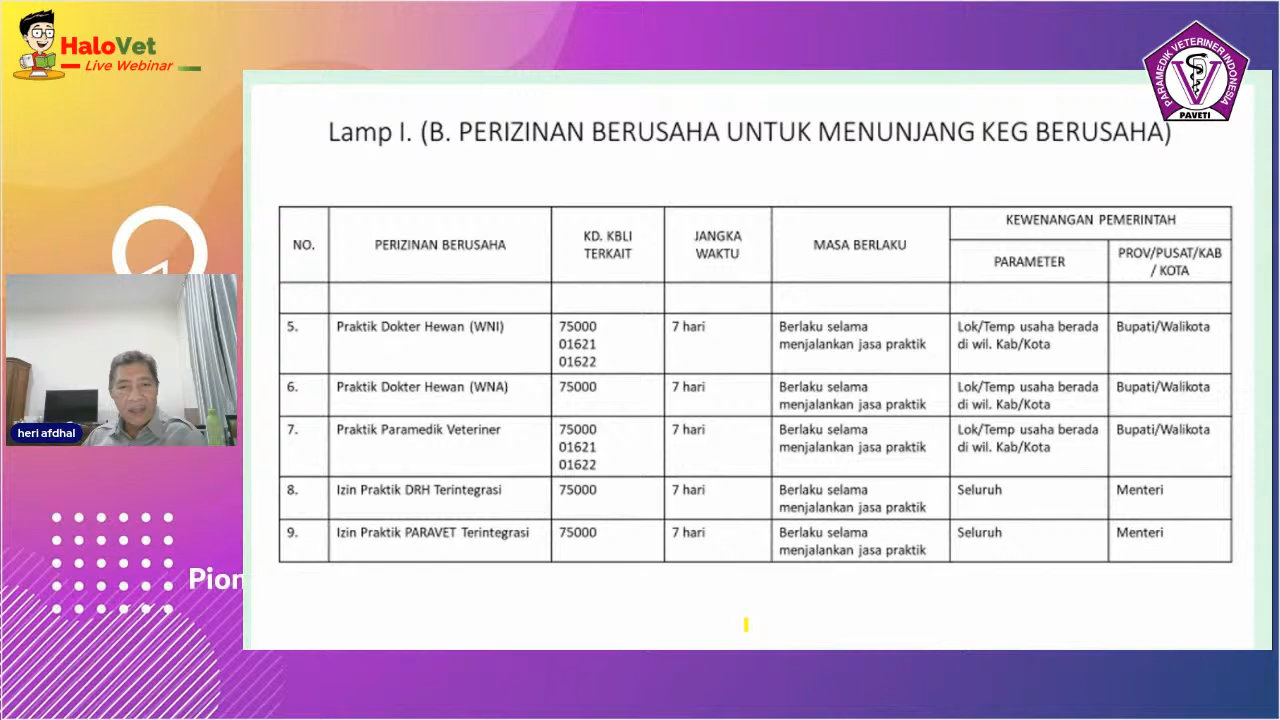 HaloVet
Live Webinar
PARAMEDIK VETERINER INDONESIA
PAVETI
Lamp I. (B. PERIZINAN BERUSAHA UNTUK MENUNJANG KEG BERUSAHA)
NO. PERIZINAN BERUSAHA KD. KBLI TERKAIT JANGKA WAKTU MASA BERLAKU KEWENANGAN PEMERINTAH
PARAMETER PROV/PUSAT/KAB / KOTA
5. Praktik Dokter Hewan (WNI) 75000 7 hari Berlaku selama Lok/Temp usaha berada Bupati/Walikota
01621 menjalankan jasa praktik di wil. Kab/Kota
01622
6. Praktik Dokter Hewan (WNA) 75000 7 hari Berlaku selama Lok/Temp usaha berada Bupati/Walikota
menjalankan jasa praktik di wil. Kab/Kota
7. Praktik Paramedik Veteriner 75000 7 hari Berlaku selama Lok/Temp usaha berada Bupati/Walikota
01621 menjalankan jasa praktik di wil. Kab/Kota
01622
8. Izin Praktik DRH Terintegrasi 75000 7 hari Berlaku selama Seluruh Menteri
menjalankan jasa praktik
9. Izin Praktik PARAVET Terintegrasi 75000 7 hari Berlaku selama Seluruh Menteri
menjalankan jasa praktik
heri afdhal
Pion